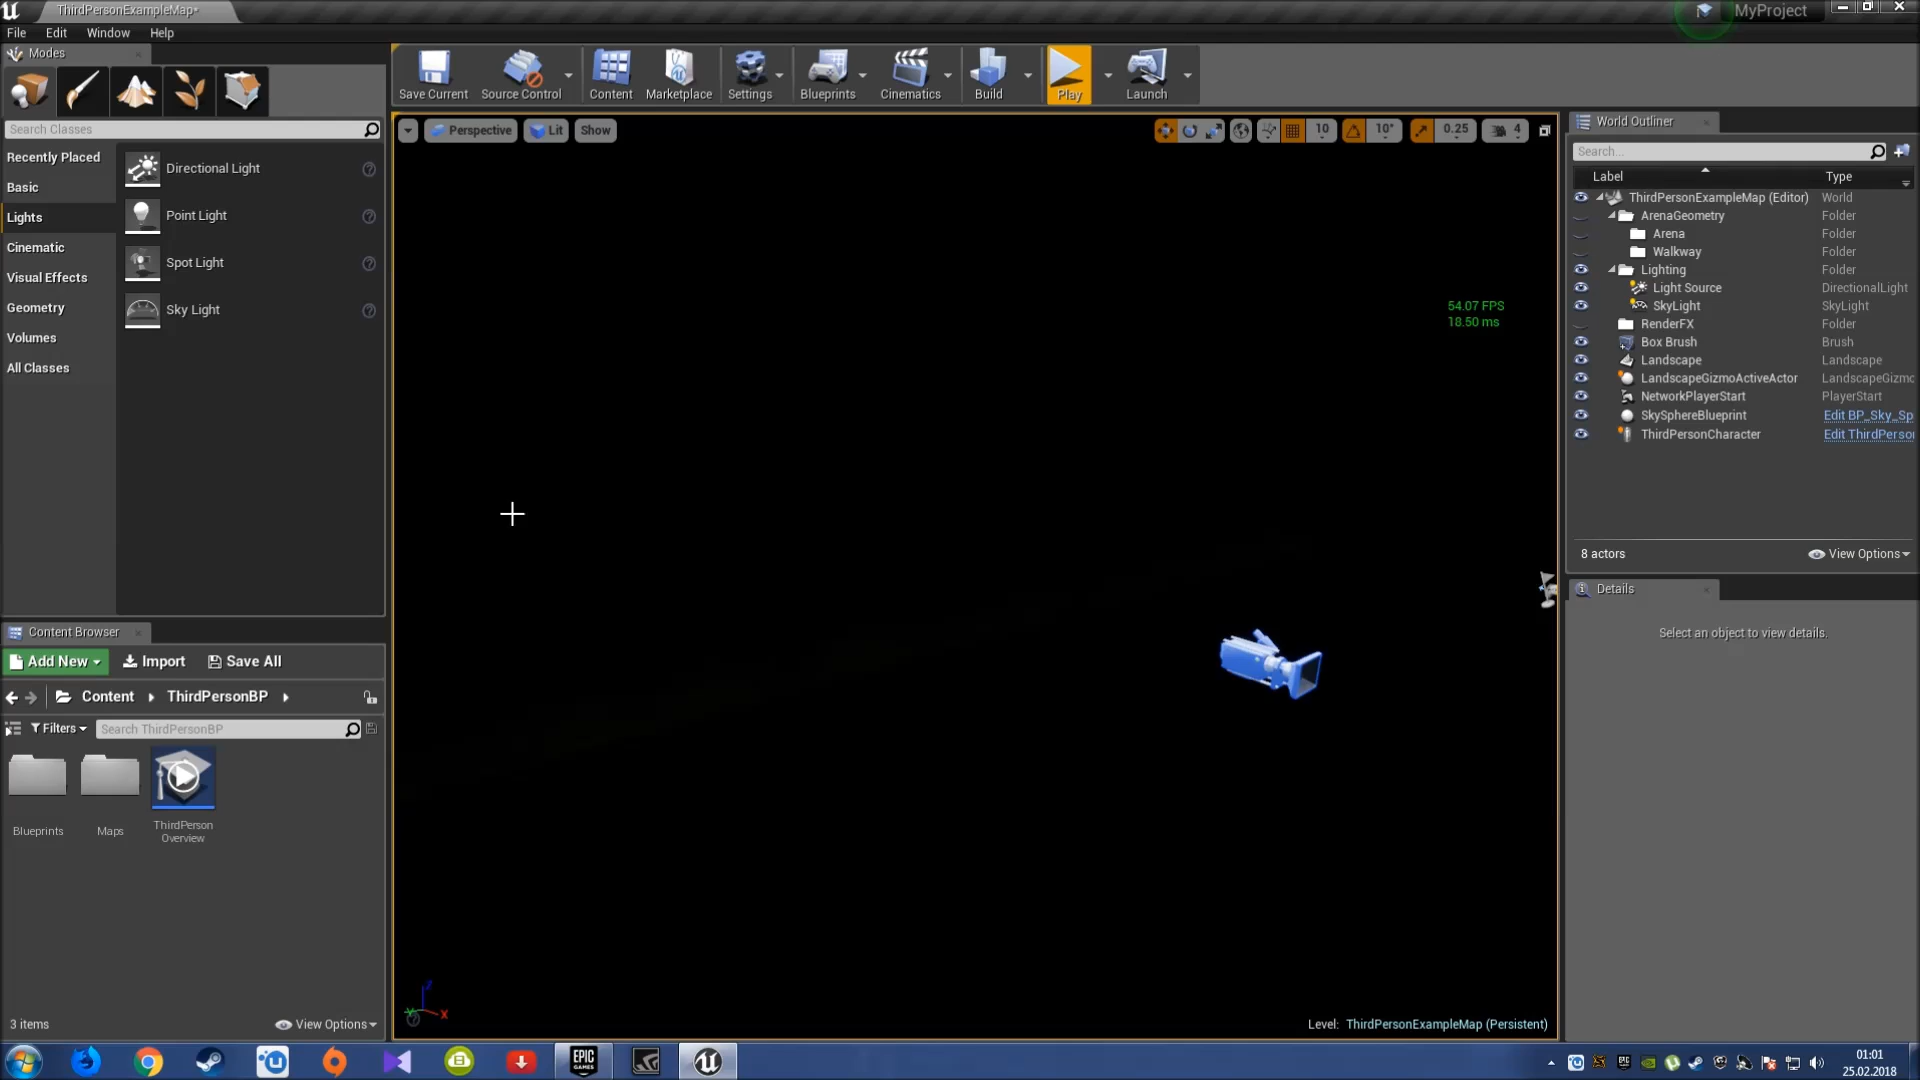 ThirdPersonExampleMap*
MyProject
File
Edit
Window
Help
Modes
Save Current
Source Control
Content
Marketplace
Settings
Blueprints
Cinematics
Build
Play
Launch
Search Classes
Recently Placed
Basic
Lights
Cinematic
Visual Effects
Geometry
Volumes
All Classes
Directional Light
Point Light
Spot Light
Sky Light
Perspective
Lit
Show
10
10°
0.25
4
54.07 FPS
18.50 ms
Level: ThirdPersonExampleMap (Persistent)
World Outliner
Search...
Label
Type
ThirdPersonExampleMap (Editor)
World
ArenaGeometry
Folder
Arena
Folder
Walkway
Folder
Lighting
Folder
Light Source
DirectionalLight
SkyLight
SkyLight
RenderFX
Folder
Box Brush
Brush
Landscape
Landscape
LandscapeGizmoActiveActor
LandscapeGizmo
NetworkPlayerStart
PlayerStart
SkySphereBlueprint
Edit BP_Sky_Sp
ThirdPersonCharacter
Edit ThirdPerson
8 actors
View Options
Details
Select an object to view details.
Content Browser
Add New
Import
Save All
Content
ThirdPersonBP
Filters
Search ThirdPersonBP
Blueprints
Maps
ThirdPerson
Overview
3 items
View Options
EPIC
GAMES
01:01
25.02.2018